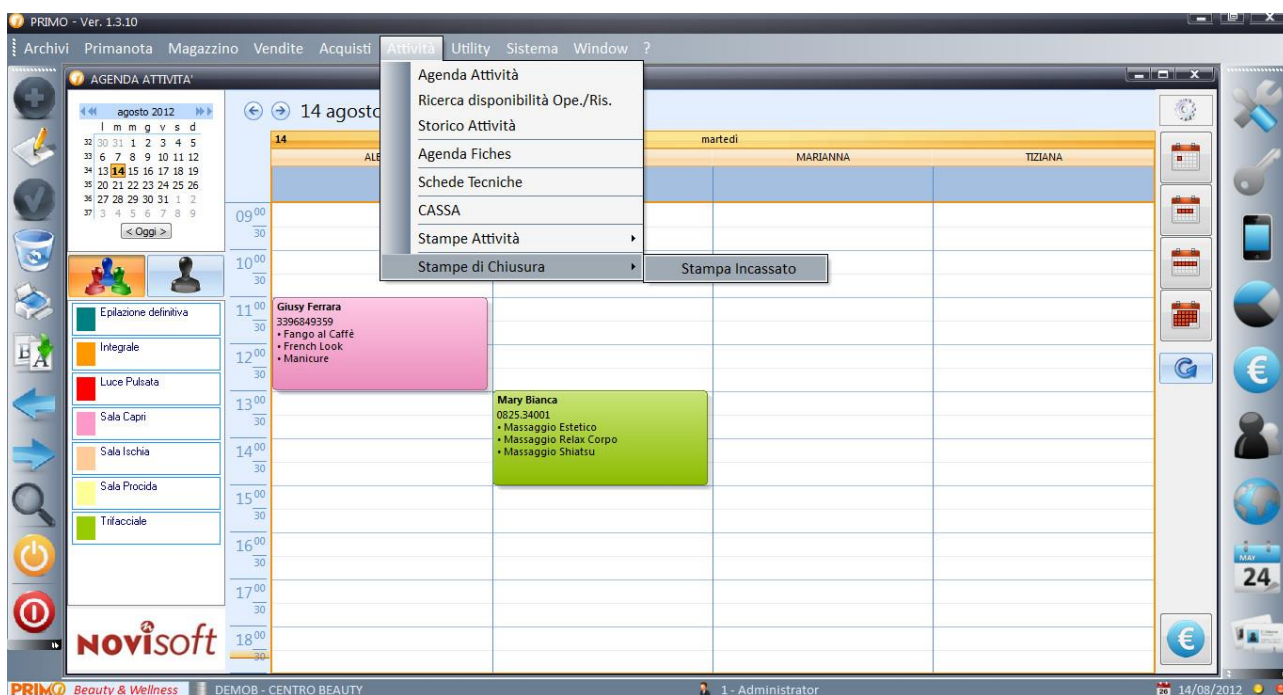 PRIMO - Ver. 1.3.10
Archivi Primanota Magazzino Vendite Acquisti Attività Utility Sistema Window ?
AGENDA ATTIVITA'
Agenda Attività
Ricerca disponibilità Ope./Ris.
Storico Attività
Agenda Fiches
Schede Tecniche
CASSA
Stampe Attività
Stampe di Chiusura
Stampa Incassato
agosto 2012
l m m g v s d
32 30 31 1 2 3 4 5
33 6 7 8 9 10 11 12
34 13 14 15 16 17 18 19
35 20 21 22 23 24 25 26
36 27 28 29 30 31 1 2
37 3 4 5 6 7 8 9
< Oggi >
Epilazione definitiva
Integrale
Luce Pulsata
Sala Capri
Sala Ischia
Sala Procida
Trifacciale
NOVIsoft
14 agosto
14 martedì
ALE MARIANNA TIZIANA
09 00
30
10 00
30
11 00
30
12 00
30
13 00
30
14 00
30
15 00
30
16 00
30
17 00
30
18 00
30
Giusy Ferrara
3396849359
• Fango al Caffè
• French Look
• Manicure
Mary Bianca
0825.34001
• Massaggio Estetico
• Massaggio Relax Corpo
• Massaggio Shiatsu
B A
€
€
MAY
24
PRIMO Beauty & Wellness DEMOB - CENTRO BEAUTY 1 - Administrator 26 14/08/2012